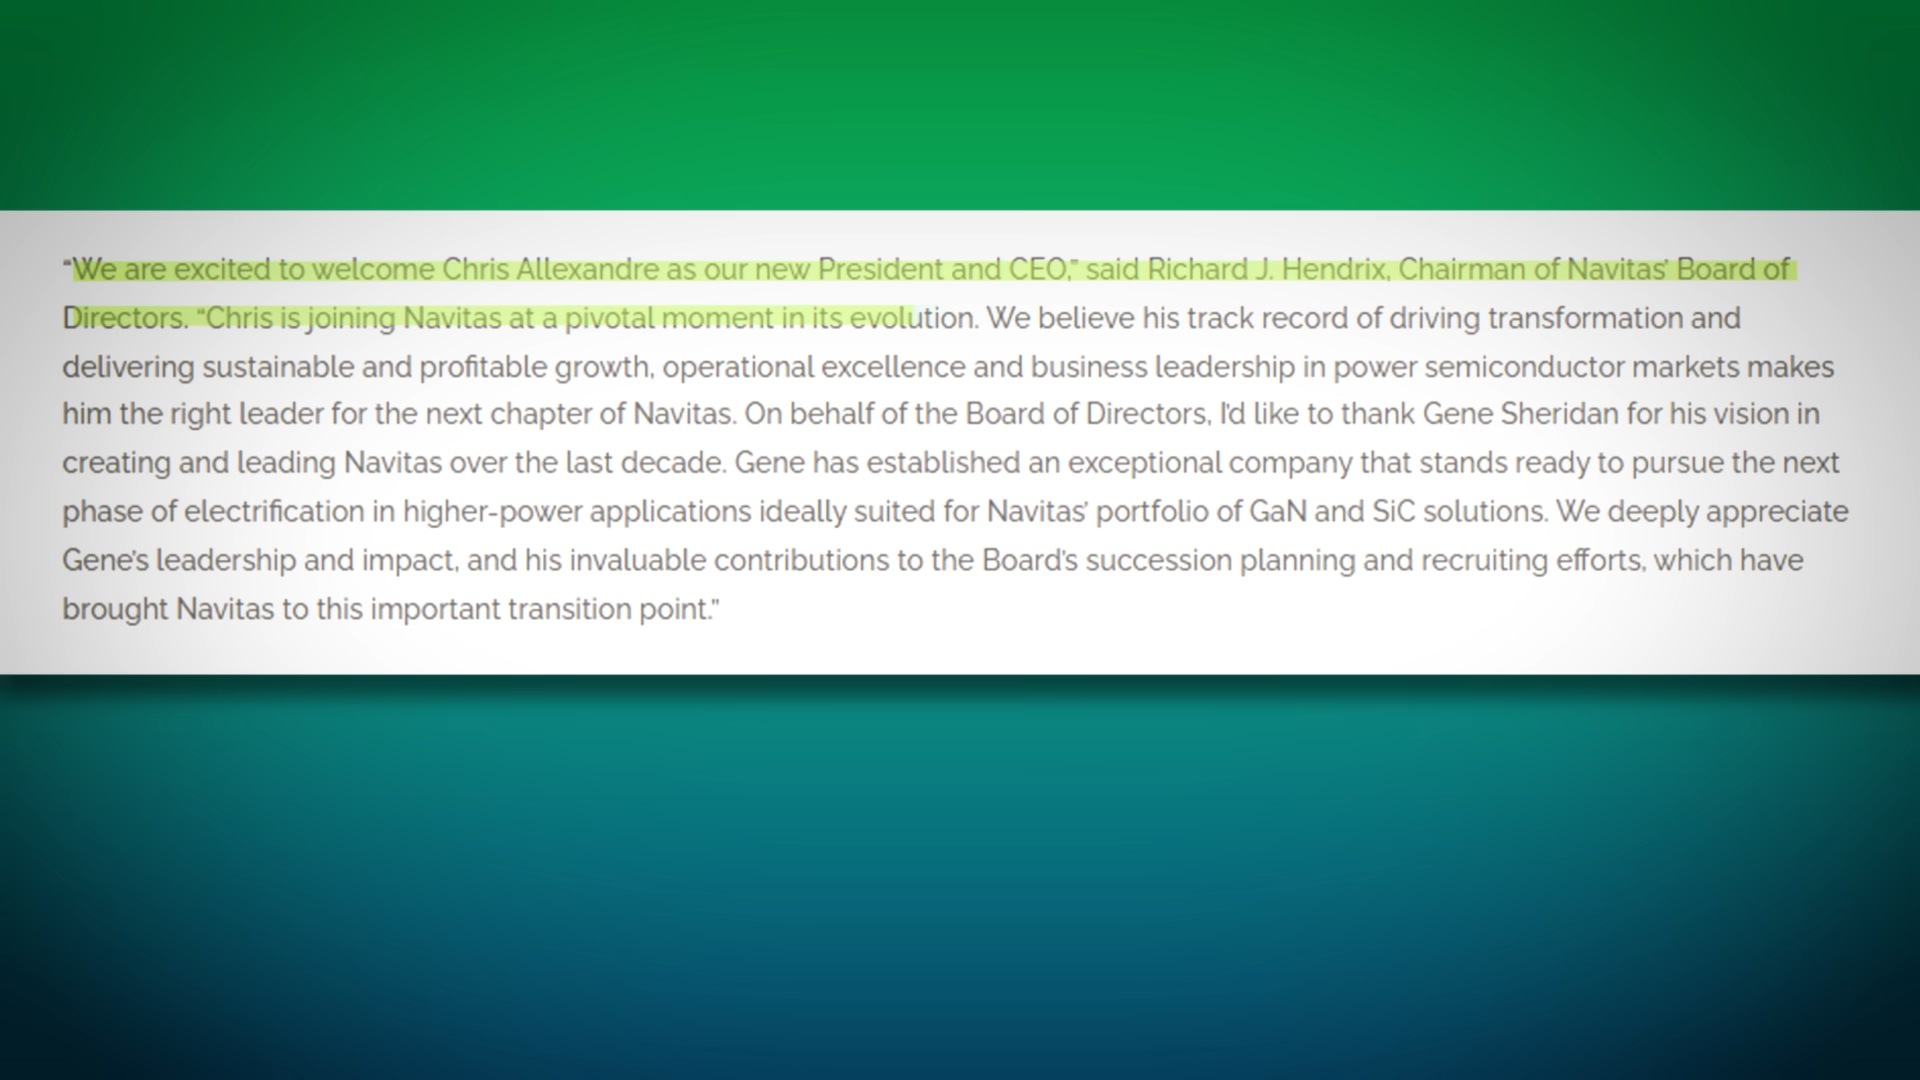 “We are excited to welcome Chris Allexandre as our new President and CEO,” said Richard J. Hendrix, Chairman of Navitas’ Board of
Directors. “Chris is joining Navitas at a pivotal moment in its evolution. We believe his track record of driving transformation and
delivering sustainable and profitable growth, operational excellence and business leadership in power semiconductor markets makes
him the right leader for the next chapter of Navitas. On behalf of the Board of Directors, I’d like to thank Gene Sheridan for his vision in
creating and leading Navitas over the last decade. Gene has established an exceptional company that stands ready to pursue the next
phase of electrification in higher-power applications ideally suited for Navitas’ portfolio of GaN and SiC solutions. We deeply appreciate
Gene’s leadership and impact, and his invaluable contributions to the Board’s succession planning and recruiting efforts, which have
brought Navitas to this important transition point.”